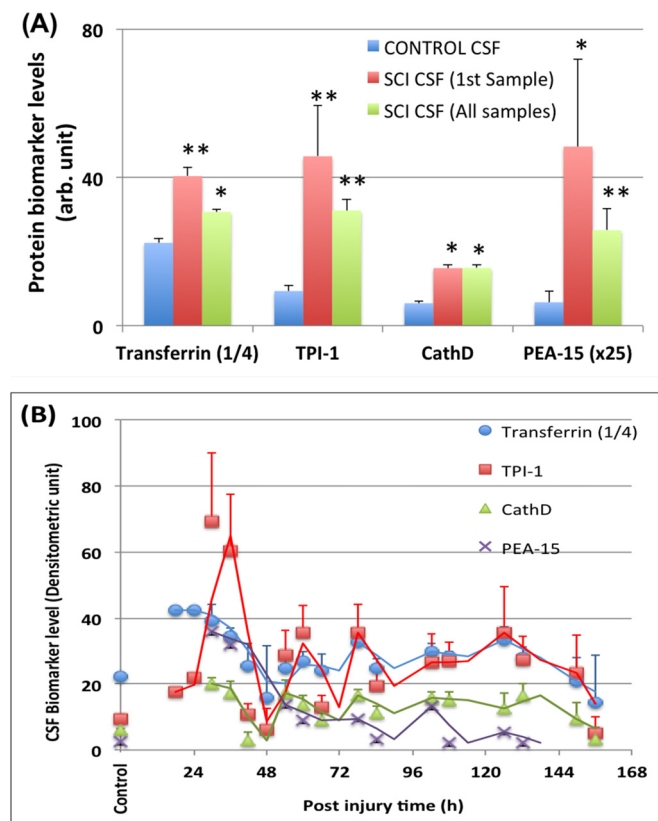 (A)
80
40
0
Protein biomarker levels
(arb. unit)
CONTROL CSF
SCI CSF (1st Sample)
SCI CSF (All samples)
**
*
**
**
*
*
*
**
Transferrin (1/4)
TPI-1
CathD
PEA-15 (x25)
(B)
100
80
60
40
20
0
CSF Biomarker level (Densitometric unit)
Transferrin (1/4)
TPI-1
CathD
PEA-15
Control
24
48
72
96
120
144
168
Post injury time (h)